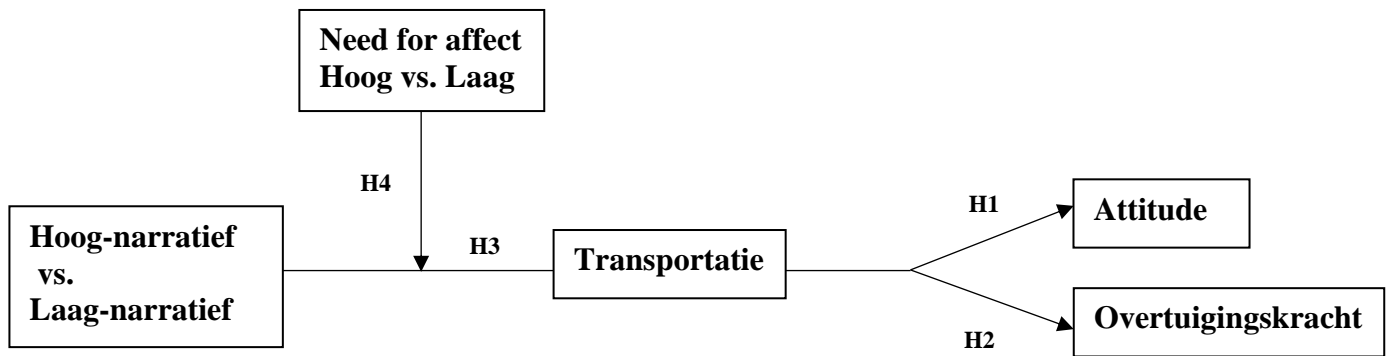 Need for affect
Hoog vs. Laag
H4
Hoog-narratief
vs.
Laag-narratief
H3
Transportatie
H1
Attitude
Overtuigingskracht
H2